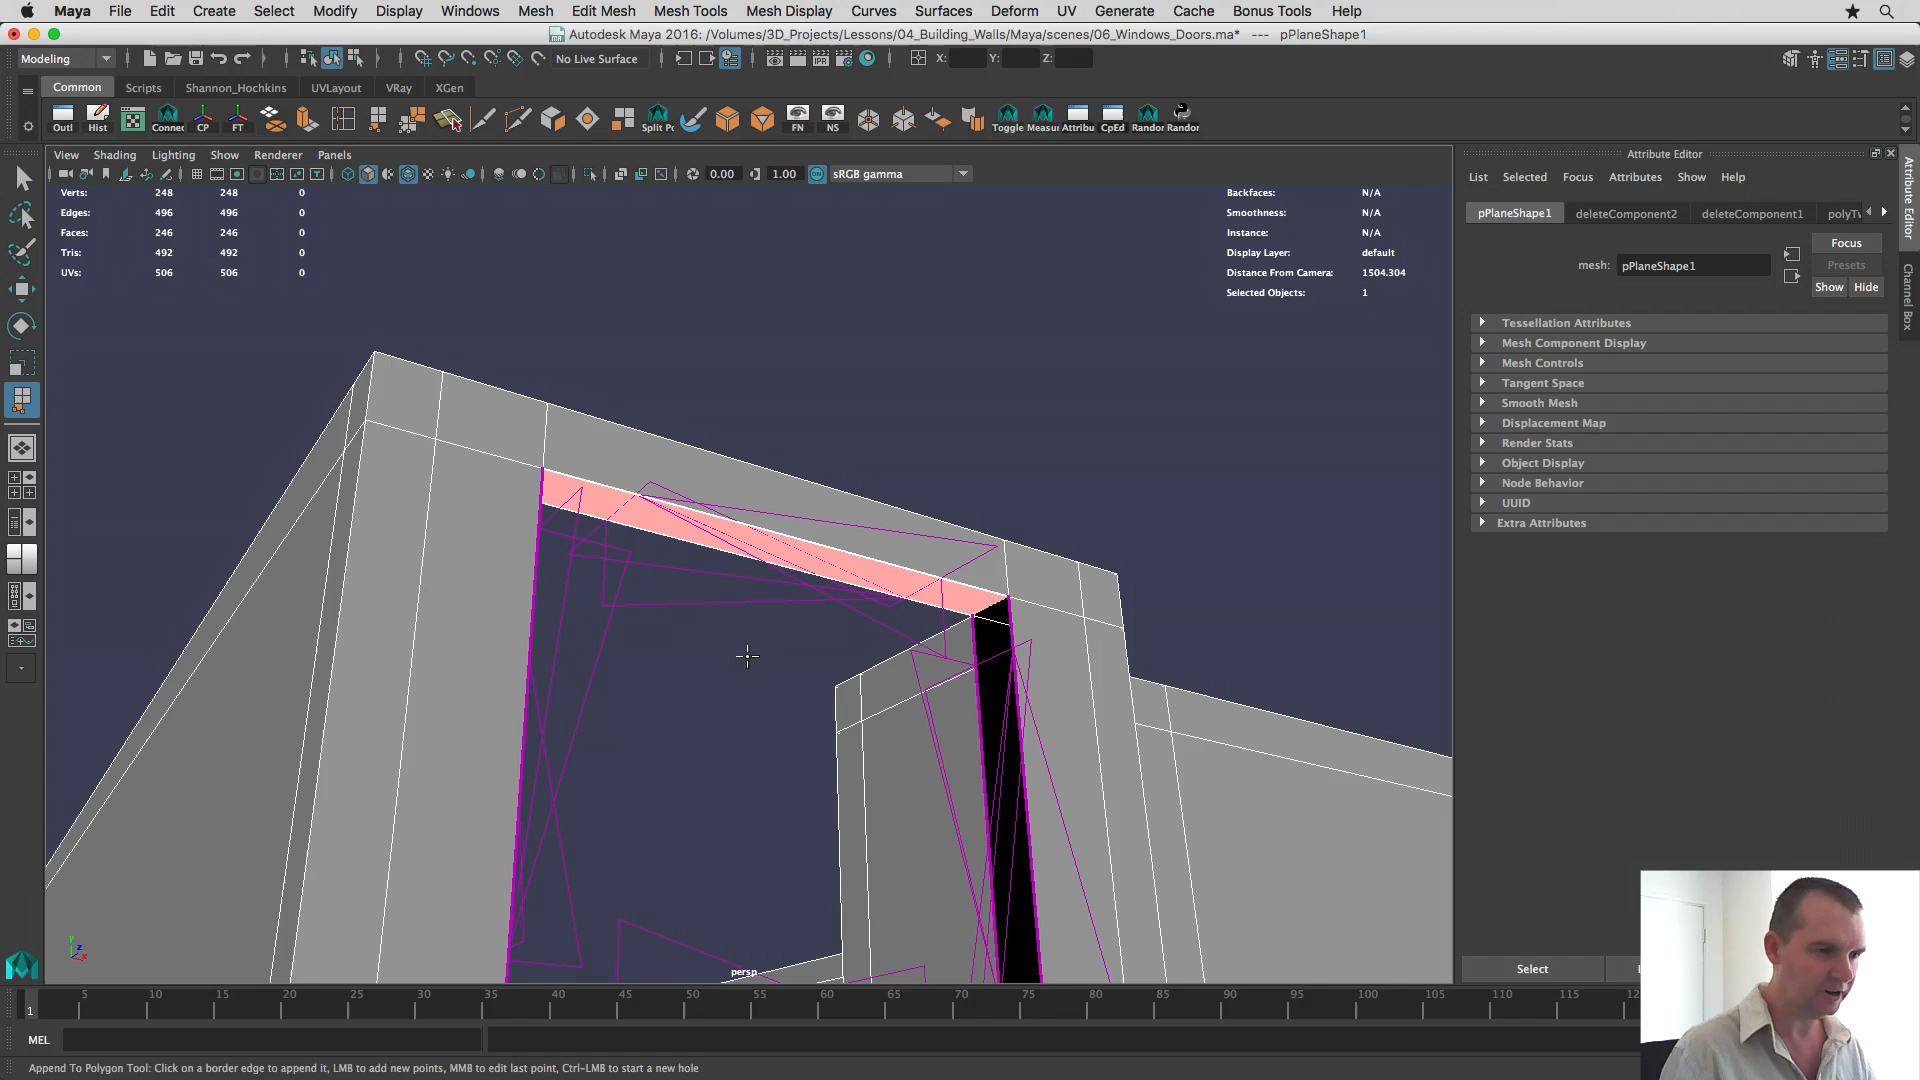 Maya File Edit Create Select Modify Display Windows Mesh Edit Mesh Mesh Tools Mesh Display Curves Surfaces Deform UV Generate Cache Bonus Tools Help
Autodesk Maya 2016: /Volumes/3D_Projects/Lessons/04_Building_Walls/Maya/scenes/06_Windows_Doors.ma* --- pPlaneShape1
Modeling No Live Surface X: Y: Z:
Common Scripts Shannon_Hochkins UVLayout VRay XGen
Outl Hist Connec CP FT Split Po FN NS Toggle Measu Attribu CpEd Randor Randor
View Shading Lighting Show Renderer Panels
0.00 1.00 ON sRGB gamma
Verts: 248 248 0
Edges: 496 496 0
Faces: 246 246 0
Tris: 492 492 0
UVs: 506 506 0
Backfaces: N/A
Smoothness: N/A
Instance: N/A
Display Layer: default
Distance From Camera: 1504.304
Selected Objects: 1
persp
Attribute Editor
List Selected Focus Attributes Show Help
pPlaneShape1 deleteComponent2 deleteComponent1 polyTw
Focus
mesh: pPlaneShape1
Presets
Show Hide
Tessellation Attributes
Mesh Component Display
Mesh Controls
Tangent Space
Smooth Mesh
Displacement Map
Render Stats
Object Display
Node Behavior
UUID
Extra Attributes
Select
Attribute Editor
Channel Box
5 10 15 20 25 30 35 40 45 50 55 60 65 70 75 80 85 90 95 100 105 110 115 12
1
MEL
Append To Polygon Tool: Click on a border edge to append it, LMB to add new points, MMB to edit last point, Ctrl-LMB to start a new hole